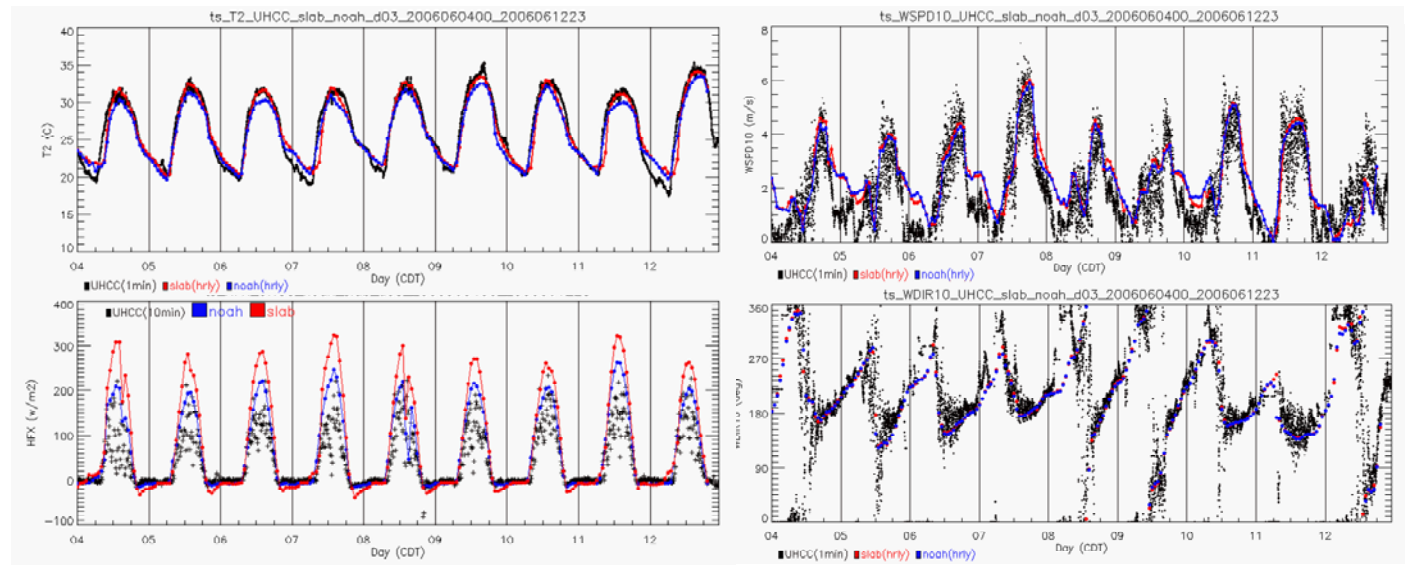 ts_T2_UHCC_slab_noah_d03_2006060400_2006061223
40
35
30
25
20
15
10
T2 (C)
04 05 06 07 08 09 10 11 12
Day (CDT)
UHCC(1min) slab(hrly) noah(hrly)
ts_WSPD10_UHCC_slab_noah_d03_2006060400_2006061223
8
6
4
2
0
WSPD10 (m/s)
04 05 06 07 08 09 10 11 12
Day (CDT)
UHCC(1min) slab(hrly) noah(hrly)
UHCC(10min) noah slab
400
300
200
100
0
-100
HFX (w/m2)
04 05 06 07 08 09 10 11 12
Day (CDT)
ts_WDIR10_UHCC_slab_noah_d03_2006060400_2006061223
360
270
180
90
0
04 05 06 07 08 09 10 11 12
Day (CDT)
UHCC(1min) slab(hrly) noah(hrly)